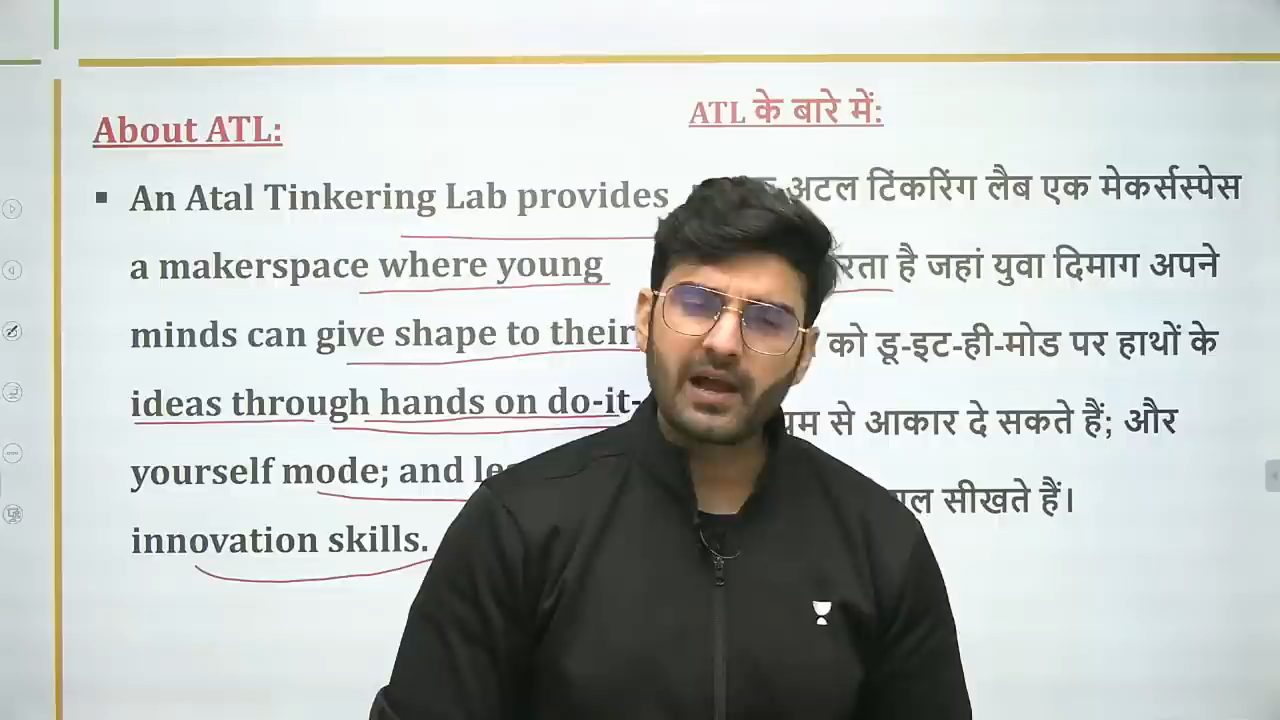 About ATL:
▪ An Atal Tinkering Lab provides
a makerspace where young
minds can give shape to their
ideas through hands on do-it-
yourself mode; and
innovation skills.
ATL के बारे में:
अटल टिंकरिंग लैब एक मेकर्सस्पेस
है जहां युवा दिमाग अपने
को डू-इट-ही-मोड पर हाथों के
से आकार दे सकते हैं; और
सीखते हैं।